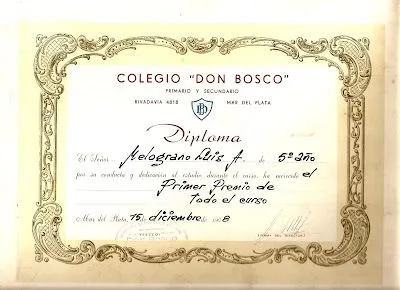 COLEGIO "DON BOSCO"
PRIMARIO Y SECUNDARIO
RIVADAVIA 4818 MAR DEL PLATA
DB
Diploma
El Señor Melograno Luis A. de 5º año
por su conducta y dedicación al estudio durante el curso, ha merecido el
Primer Premio de
todo el curso
Mar del Plata, 15, diciembre